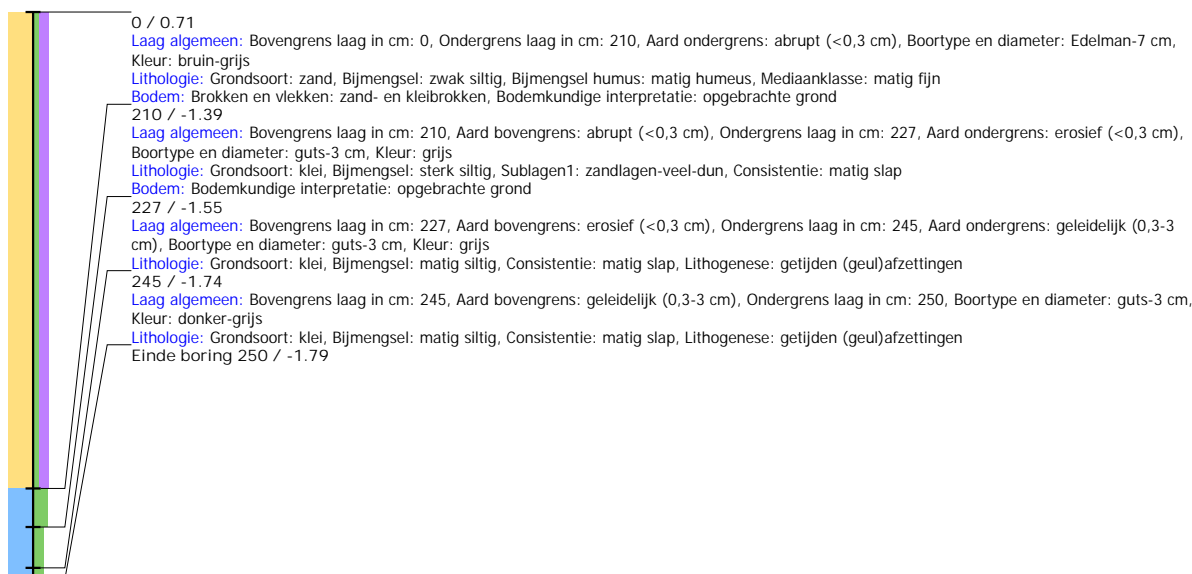 0 / 0.71
Laag algemeen: Bovengrens laag in cm: 0, Ondergrens laag in cm: 210, Aard ondergrens: abrupt (<0,3 cm), Boortype en diameter: Edelman-7 cm,
Kleur: bruin-grijs
Lithologie: Grondsoort: zand, Bijmengsel: zwak siltig, Bijmengsel humus: matig humeus, Mediaanklasse: matig fijn
Bodem: Brokken en vlekken: zand- en kleibrokken, Bodemkundige interpretatie: opgebrachte grond
210 / -1.39
Laag algemeen: Bovengrens laag in cm: 210, Aard bovengrens: abrupt (<0,3 cm), Ondergrens laag in cm: 227, Aard ondergrens: erosief (<0,3 cm),
Boortype en diameter: guts-3 cm, Kleur: grijs
Lithologie: Grondsoort: klei, Bijmengsel: sterk siltig, Sublagen1: zandlagen-veel-dun, Consistentie: matig slap
Bodem: Bodemkundige interpretatie: opgebrachte grond
227 / -1.55
Laag algemeen: Bovengrens laag in cm: 227, Aard bovengrens: erosief (<0,3 cm), Ondergrens laag in cm: 245, Aard ondergrens: geleidelijk (0,3-3
cm), Boortype en diameter: guts-3 cm, Kleur: grijs
Lithologie: Grondsoort: klei, Bijmengsel: matig siltig, Consistentie: matig slap, Lithogenese: getijden (geul)afzettingen
245 / -1.74
Laag algemeen: Bovengrens laag in cm: 245, Aard bovengrens: geleidelijk (0,3-3 cm), Ondergrens laag in cm: 250, Boortype en diameter: guts-3 cm,
Kleur: donker-grijs
Lithologie: Grondsoort: klei, Bijmengsel: matig siltig, Consistentie: matig slap, Lithogenese: getijden (geul)afzettingen
Einde boring 250 / -1.79